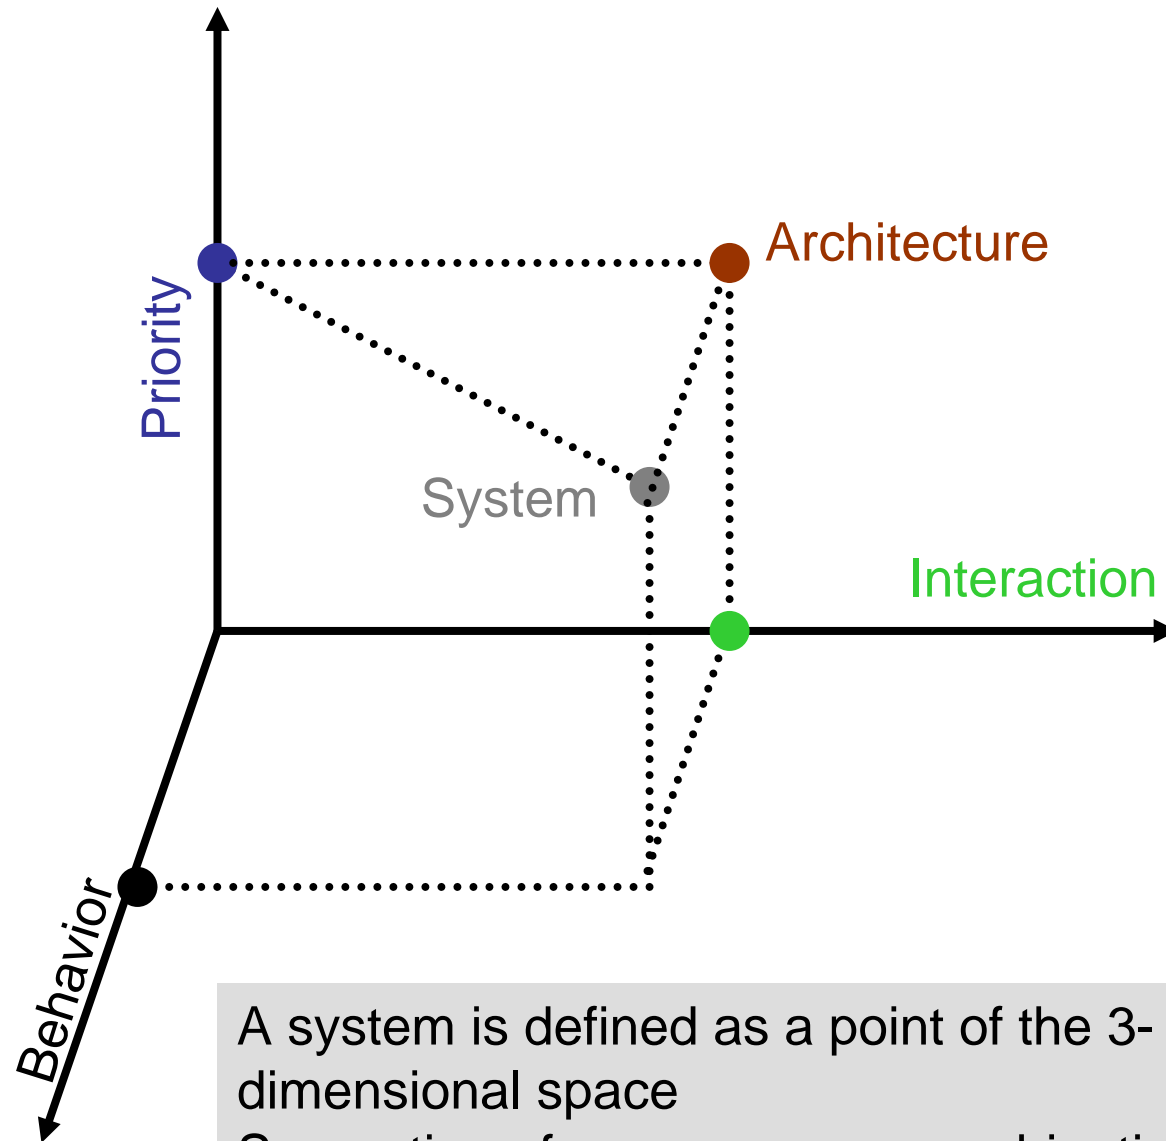 Architecture
Priority
System
Interaction
Behavior
A system is defined as a point of the 3-
dimensional space